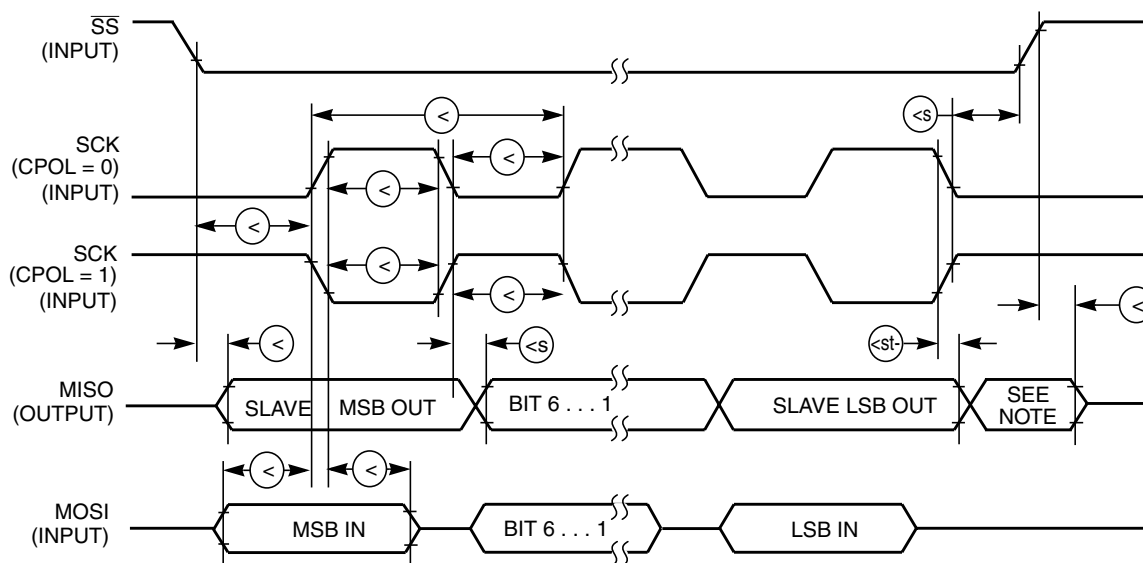 SS
(INPUT)
<
<s
SCK
(CPOL = 0)
(INPUT)
<
<
<
SCK
(CPOL = 1)
(INPUT)
<
<
<
<
<s
<st-
MISO
(OUTPUT)
SLAVE MSB OUT
BIT 6 . . . 1
SLAVE LSB OUT
SEE
NOTE
<
<
MOSI
(INPUT)
MSB IN
BIT 6 . . . 1
LSB IN